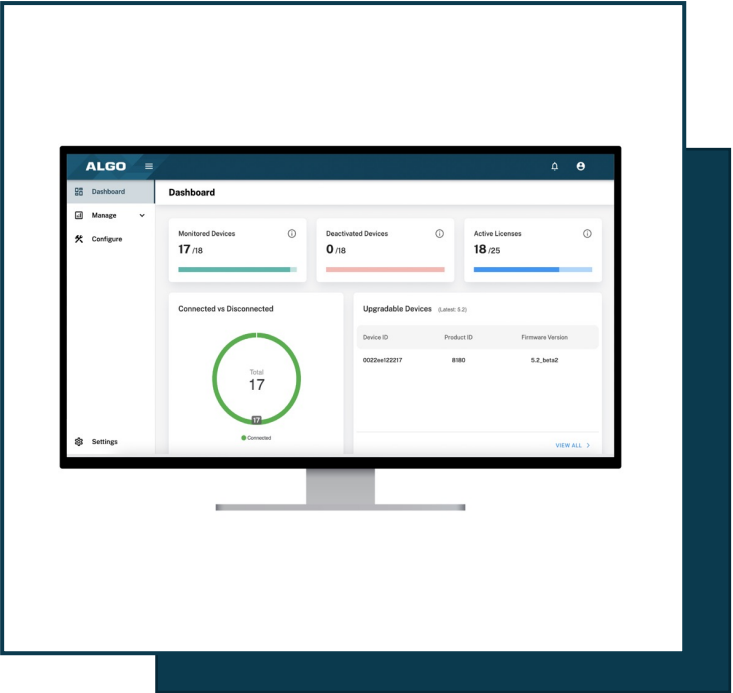 ALGO
Dashboard
Manage
Configure
Settings
Dashboard
Monitored Devices
17 /18
Deactivated Devices
0 /18
Active Licenses
18 /25
Connected vs Disconnected
Total
17
17
Connected
Upgradable Devices (Latest: 5.2)
Device ID Product ID Firmware Version
0022ee122217 8180 5.2_beta2
VIEW ALL